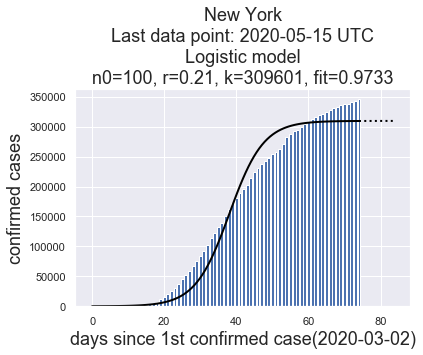 New York
Last data point: 2020-05-15 UTC
Logistic model
n0=100, r=0.21, k=309601, fit=0.9733
350000
300000
250000
200000
150000
100000
50000
0
confirmed cases
0 20 40 60 80
days since 1st confirmed case(2020-03-02)